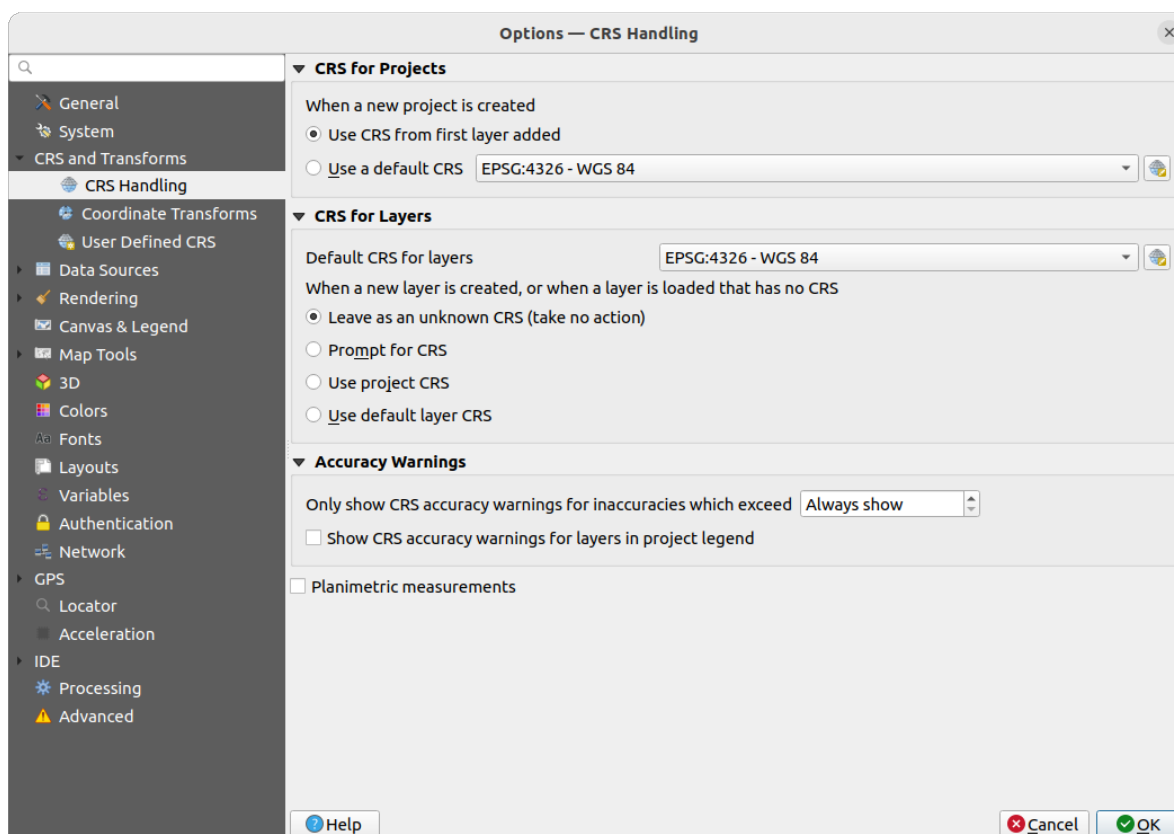 Options — CRS Handling
General
System
CRS and Transforms
CRS Handling
Coordinate Transforms
User Defined CRS
Data Sources
Rendering
Canvas & Legend
Map Tools
3D
Colors
Aa Fonts
Layouts
ε Variables
Authentication
Network
GPS
Locator
Acceleration
IDE
Processing
Advanced
CRS for Projects
When a new project is created
Use CRS from first layer added
Use a default CRS EPSG:4326 - WGS 84
CRS for Layers
Default CRS for layers EPSG:4326 - WGS 84
When a new layer is created, or when a layer is loaded that has no CRS
Leave as an unknown CRS (take no action)
Prompt for CRS
Use project CRS
Use default layer CRS
Accuracy Warnings
Only show CRS accuracy warnings for inaccuracies which exceed Always show
Show CRS accuracy warnings for layers in project legend
Planimetric measurements
? Help
Cancel
OK